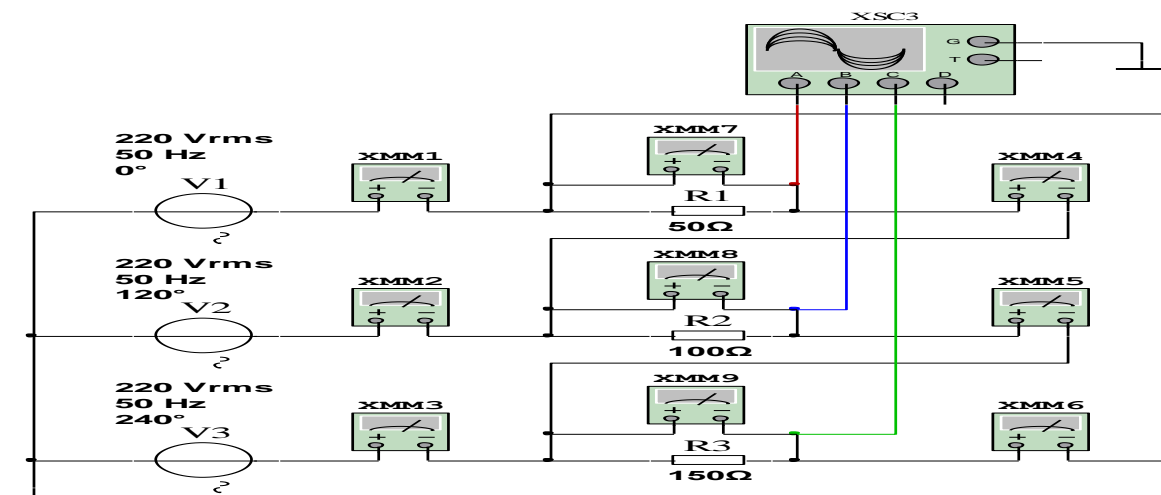 XSC3
G
T
A B C D
220 Vrms
50 Hz
0°
V1
XMM1
XMM7
R1
50Ω
XMM4
220 Vrms
50 Hz
120°
V2
XMM2
XMM8
R2
100Ω
XMM5
220 Vrms
50 Hz
240°
V3
XMM3
XMM9
R3
150Ω
XMM6